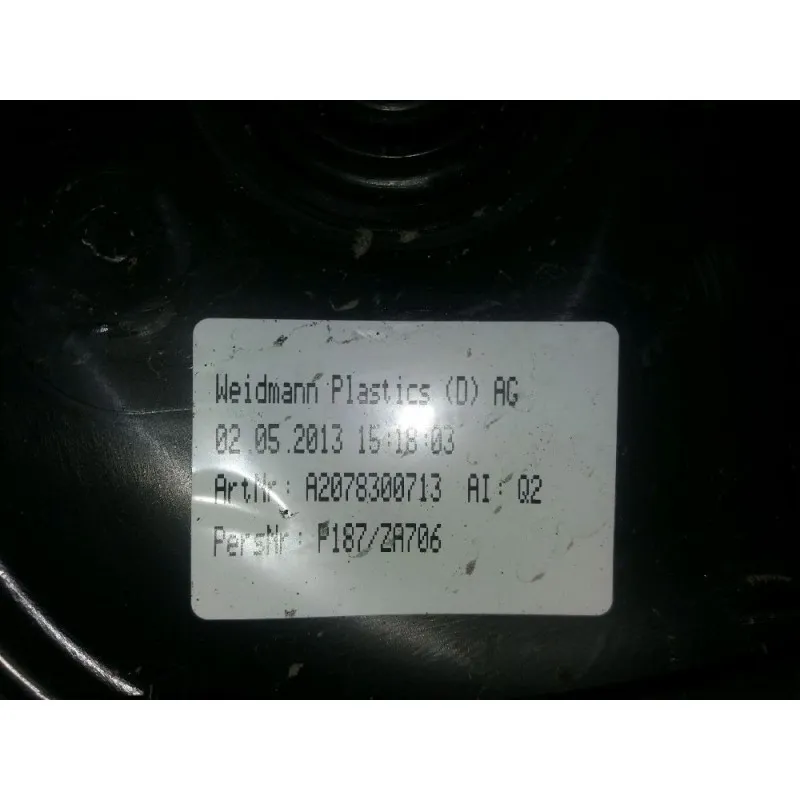 Weidmann Plastics (D) AG
02.05.2013 15:18:03
ArtNr: A2078300713 AI: Q2
PersNr: P187/ZA706